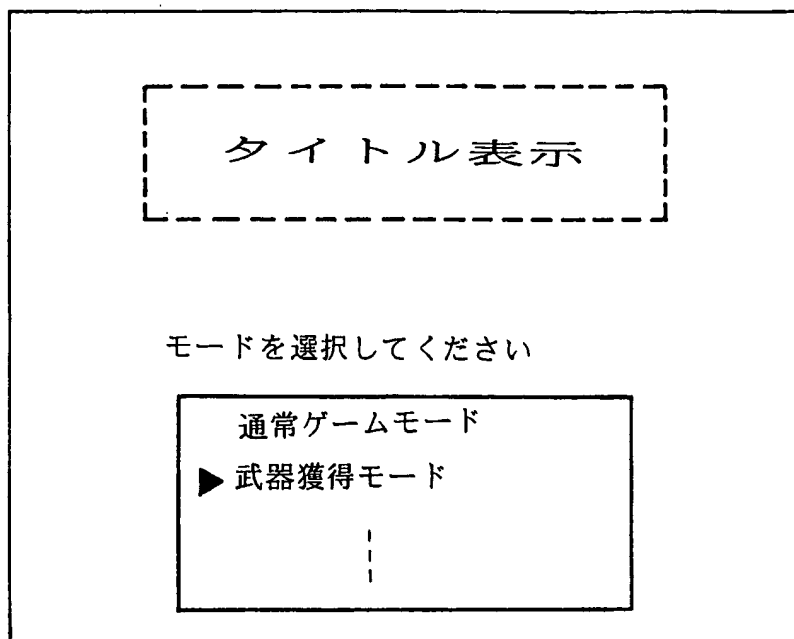 タイトル表示
モードを選択してください
通常ゲームモード
▶武器獲得モード